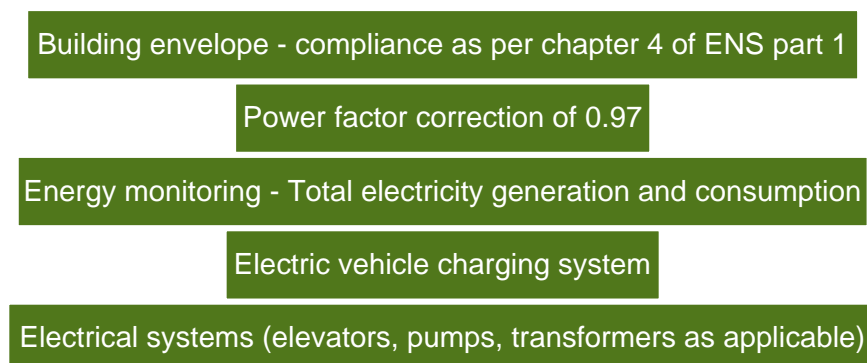 Building envelope - compliance as per chapter 4 of ENS part 1
Power factor correction of 0.97
Energy monitoring - Total electricity generation and consumption
Electric vehicle charging system
Electrical systems (elevators, pumps, transformers as applicable)